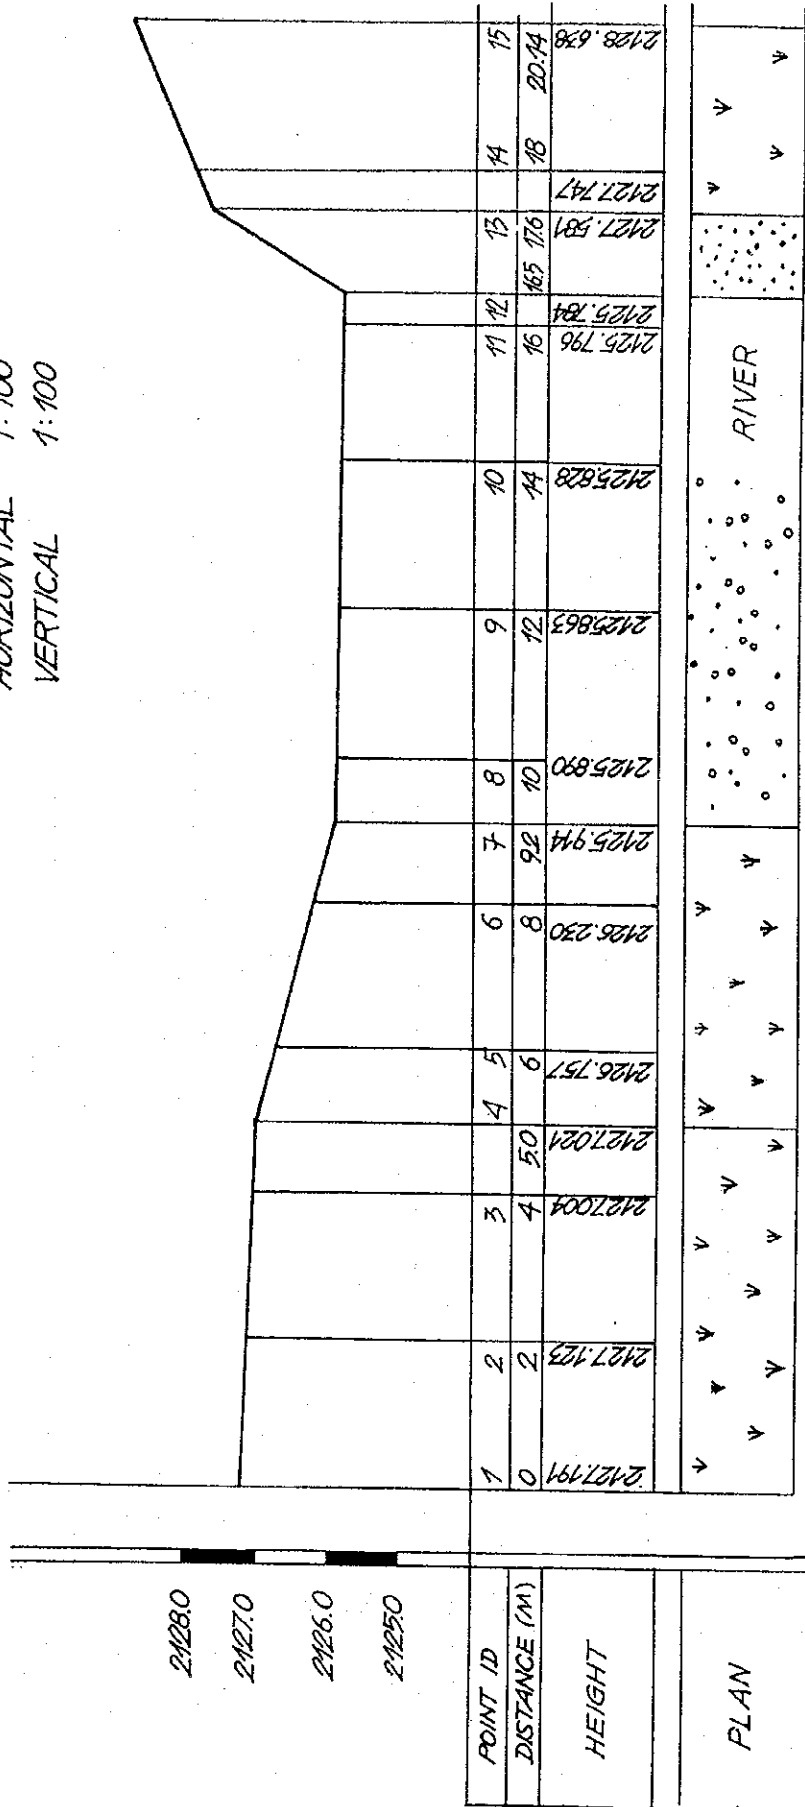 HORIZONTAL 1:100
VERTICAL 1:100
2128.0
2127.0
2126.0
2125.0
POINT ID 1 2 3 4 5 6 7 8 9 10 11 12 13 14 15
DISTANCE (M) 0 2 4 5.0 6 8 9.2 10 12 14 16 16.5 17.6 18 20.14
HEIGHT 2127.191 2127.123 2127.004 2127.021 2126.757 2126.230 2125.914 2125.890 2125.863 2125.828 2125.796 2125.784 2127.581 2127.747 2128.638
PLAN RIVER